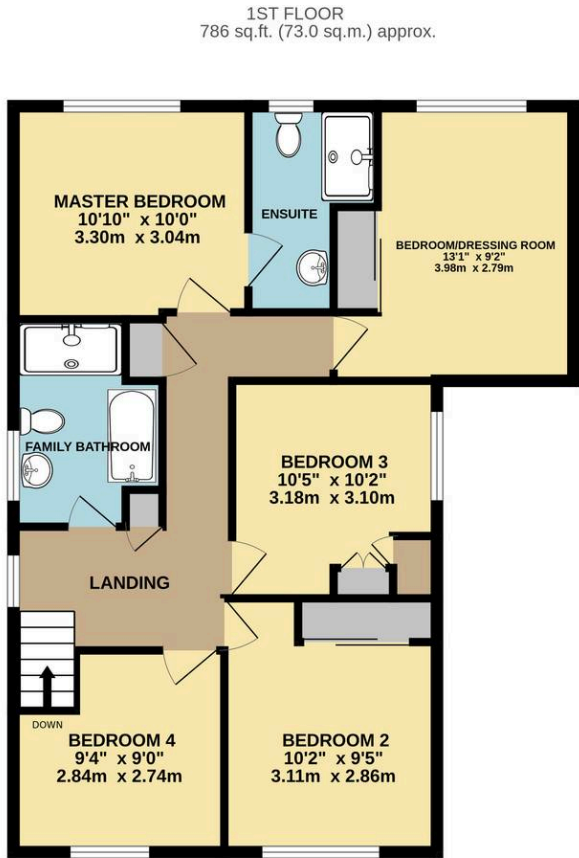 1ST FLOOR
786 sq.ft. (73.0 sq.m.) approx.
MASTER BEDROOM
10'10" x 10'0"
3.30m x 3.04m
ENSUITE
BEDROOM/DRESSING ROOM
13'1" x 9'2"
3.98m x 2.79m
FAMILY BATHROOM
BEDROOM 3
10'5" x 10'2"
3.18m x 3.10m
LANDING
DOWN
BEDROOM 4
9'4" x 9'0"
2.84m x 2.74m
BEDROOM 2
10'2" x 9'5"
3.11m x 2.86m